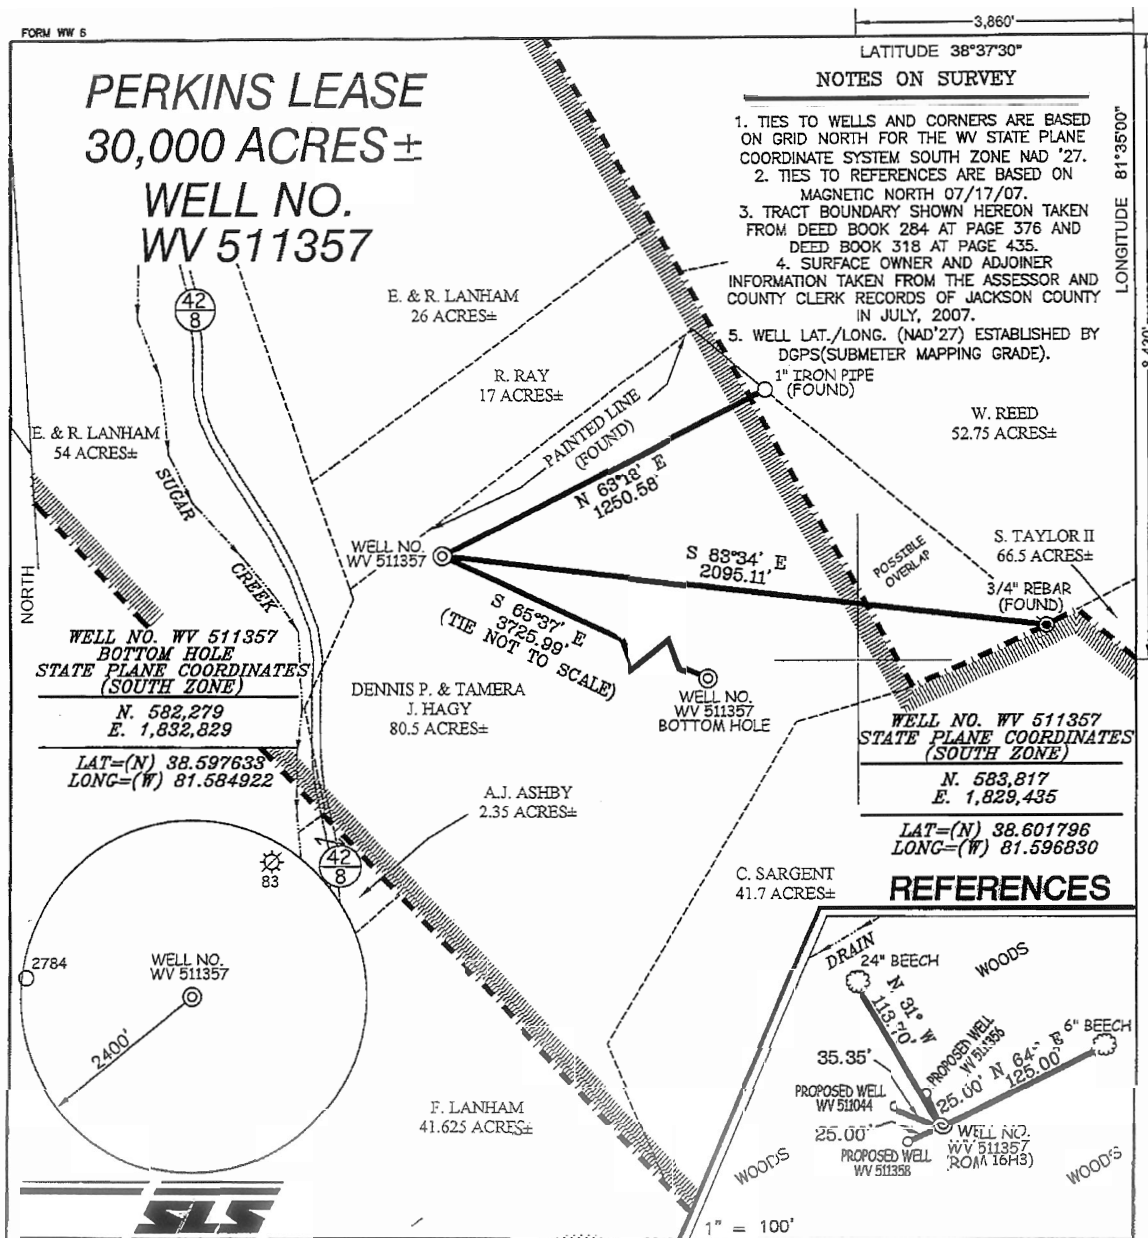 FORM WW 6
3,860'
LATITUDE 38°37'30"
PERKINS LEASE
30,000 ACRES±
WELL NO.
WV 511357
NOTES ON SURVEY
1. TIES TO WELLS AND CORNERS ARE BASED
ON GRID NORTH FOR THE WV STATE PLANE
COORDINATE SYSTEM SOUTH ZONE NAD '27.
2. TIES TO REFERENCES ARE BASED ON
MAGNETIC NORTH 07/17/07.
3. TRACT BOUNDARY SHOWN HEREON TAKEN
FROM DEED BOOK 284 AT PAGE 376 AND
DEED BOOK 318 AT PAGE 435.
4. SURFACE OWNER AND ADJOINER
INFORMATION TAKEN FROM THE ASSESSOR AND
COUNTY CLERK RECORDS OF JACKSON COUNTY
IN JULY, 2007.
5. WELL LAT./LONG. (NAD'27) ESTABLISHED BY
DGPS(SUBMETER MAPPING GRADE).
LONGITUDE 81°35'00"
42
8
E. & R. LANHAM
26 ACRES±
R. RAY
17 ACRES±
PAINTED LINE
(FOUND)
1" IRON PIPE
(FOUND)
W. REED
52.75 ACRES±
E. & R. LANHAM
54 ACRES±
SUGAR
CREEK
NORTH
N 63°18' E
1250.58'
WELL NO.
WV 511357
S 83°34' E
2095.11'
POSSIBLE
OVERLAP
S. TAYLOR II
66.5 ACRES±
3/4" REBAR
(FOUND)
S 65°37' E
3725.99'
(TIE NOT TO SCALE)
WELL NO.
WV 511357
BOTTOM HOLE
WELL NO. WV 511357
BOTTOM HOLE
STATE PLANE COORDINATES
(SOUTH ZONE)
N. 582,279
E. 1,832,829
LAT=(N) 38.597633
LONG=(W) 81.584922
DENNIS P. & TAMERA
J. HAGY
80.5 ACRES±
WELL NO. WV 511357
STATE PLANE COORDINATES
(SOUTH ZONE)
N. 583,817
E. 1,829,435
LAT=(N) 38.601796
LONG=(W) 81.596830
A.J. ASHBY
2.35 ACRES±
42
8
83
2784
WELL NO.
WV 511357
2400'
C. SARGENT
41.7 ACRES±
F. LANHAM
41.625 ACRES±
REFERENCES
DRAIN
24" BEECH
WOODS
N 31° W
113.70'
6" BEECH
35.35'
PROPOSED WELL
WV 511356
25.00'
N 64° E
125.00'
PROPOSED WELL
WV 511044
25.00'
PROPOSED WELL
WV 511358
WELL NO.
WV 511357
(ROM 16H3)
WOODS
WOODS
1" = 100'
SLS